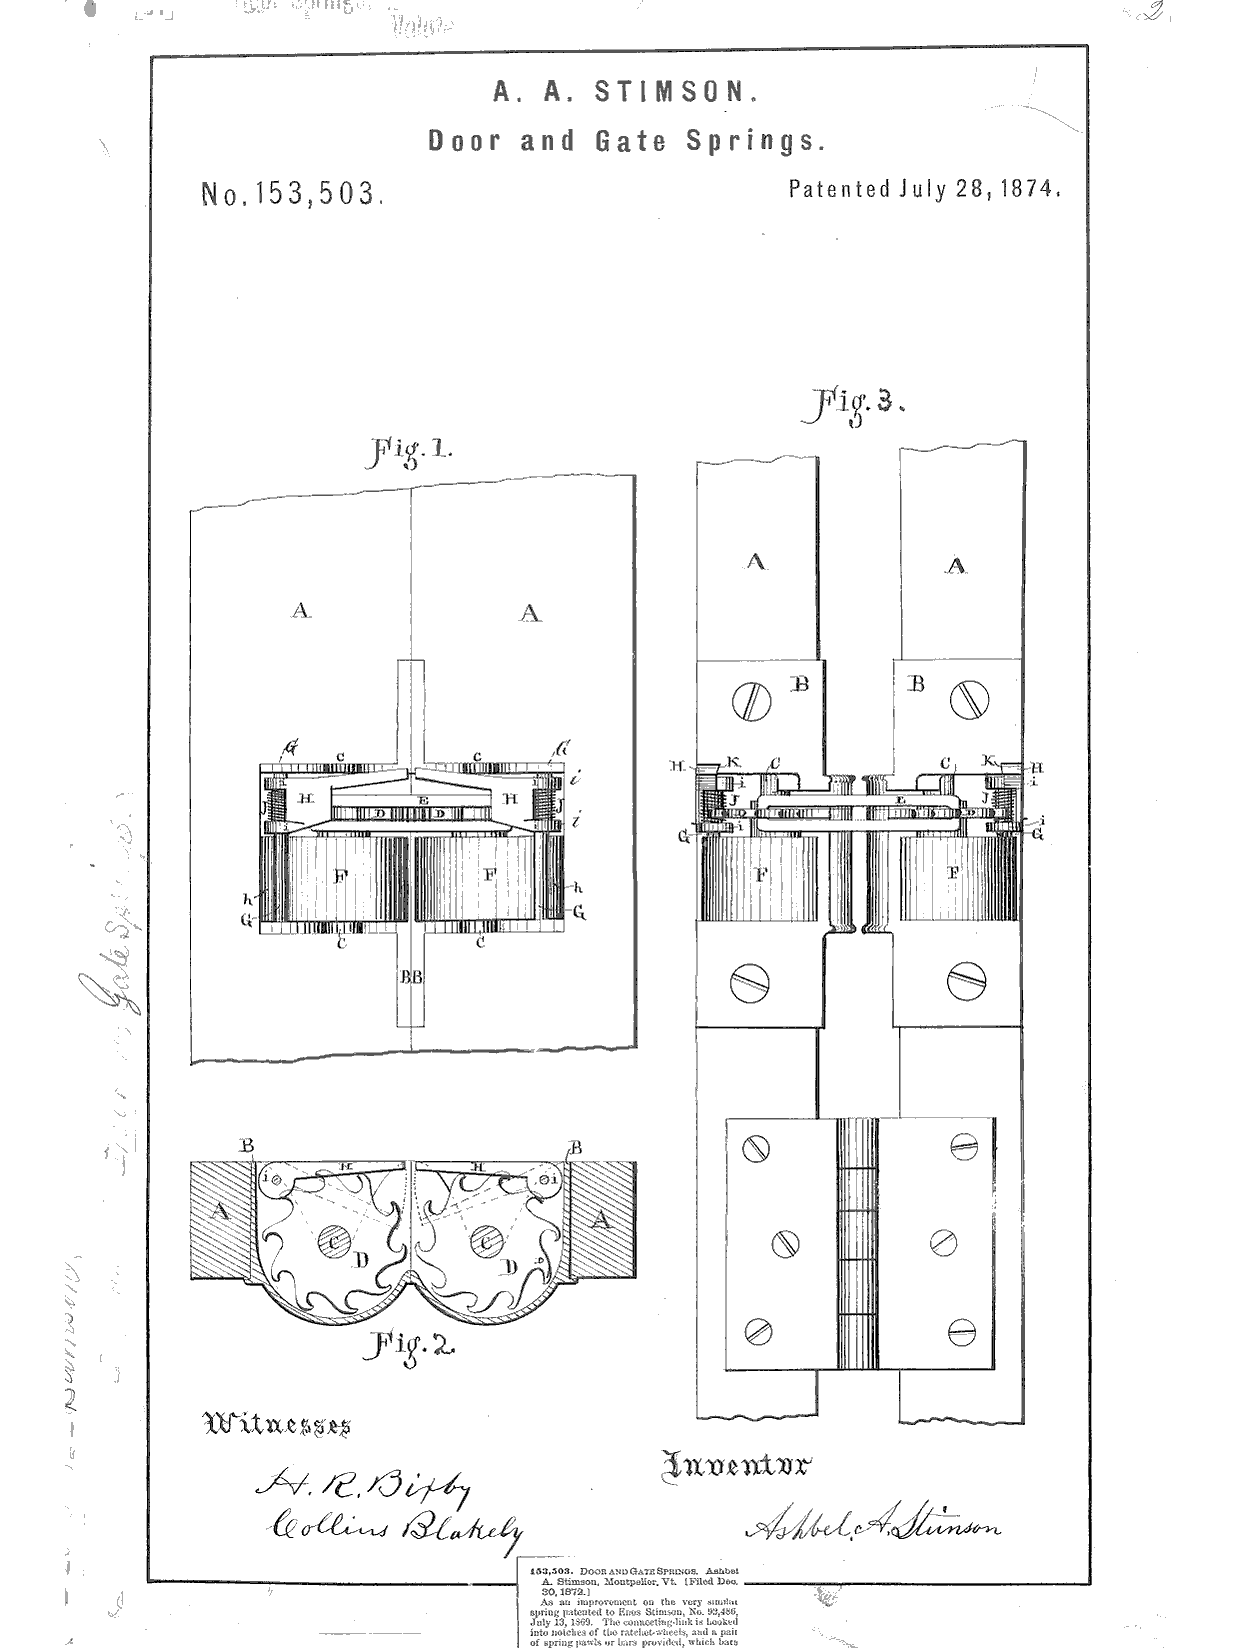 2
A. A. STIMSON.
Door and Gate Springs.
No. 153,503.
Patented July 28, 1874.
Fig. 3.
Fig. 1.
A A
A A
B B
G C C G i
H K C C K H
J H E H J
i J E J i
D D
i i
G D D G
F F
F F
h h
G G
C C
BB
B B
H H
i i
A A
C C
D D
Fig. 2.
Witnesses
H. R. Bixby
Collins Blakely
Inventor
Ashbel. A. Stimson
153,503. DOOR AND GATE SPRINGS. Ashbel
A. Stimson, Montpelier, Vt. [Filed Dec.
30, 1872.]
As an improvement on the very similar
spring patented to Enos Stimson, No. 92,486,
July 13, 1869. The connecting-link is hooked
into notches of the ratchet-wheels, and a pair
of spring pawls or bars provided, which bars
Gate Springs